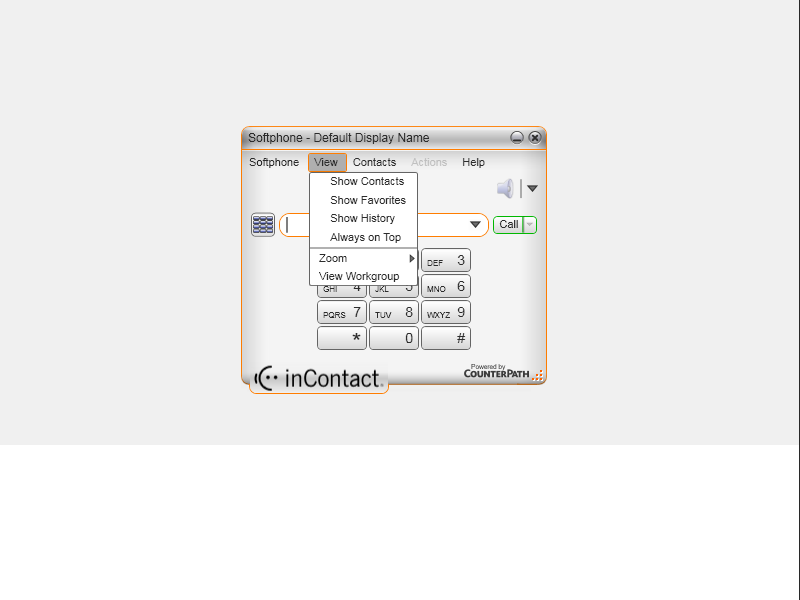 Softphone - Default Display Name
Softphone View Contacts Actions Help
Show Contacts
Show Favorites
Show History
Always on Top
Zoom
View Workgroup
Call
DEF 3
GHI 4 JKL 5 MNO 6
PQRS 7 TUV 8 WXYZ 9
* 0 #
inContact
Powered by
COUNTERPATH